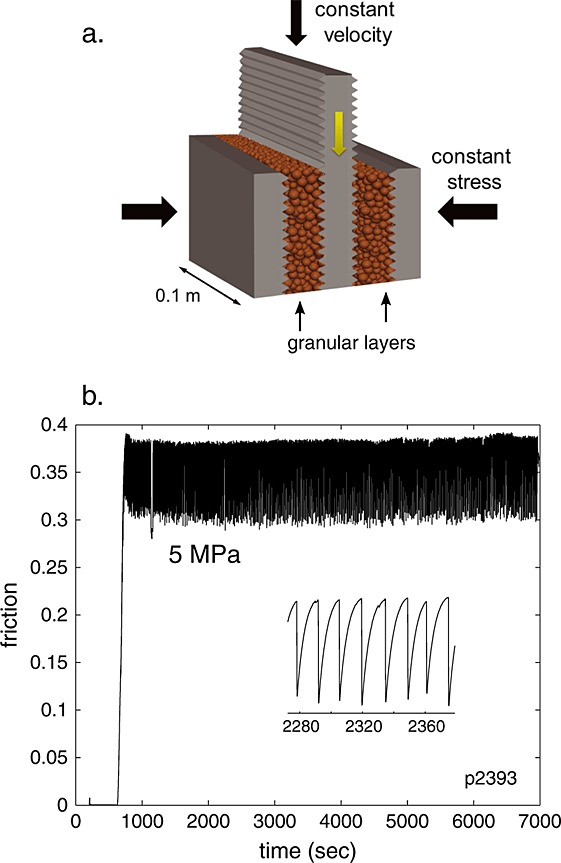 a.
constant
velocity
constant
stress
0.1 m
granular layers
b.
0.4
0.35
0.3
0.25
0.2
0.15
0.1
0.05
0
friction
5 MPa
2280 2320 2360
p2393
1000 2000 3000 4000 5000 6000 7000
time (sec)